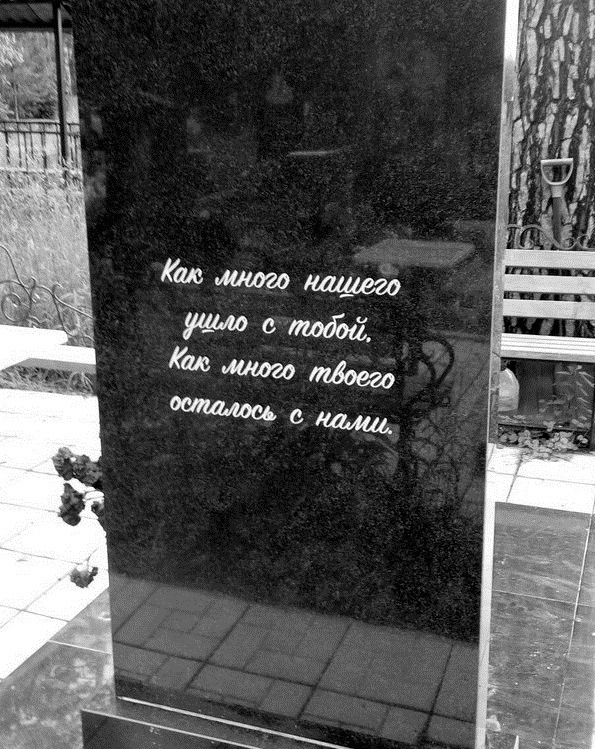 Как много нашего
ушло с тобой.
Как много твоего
осталось с нами.